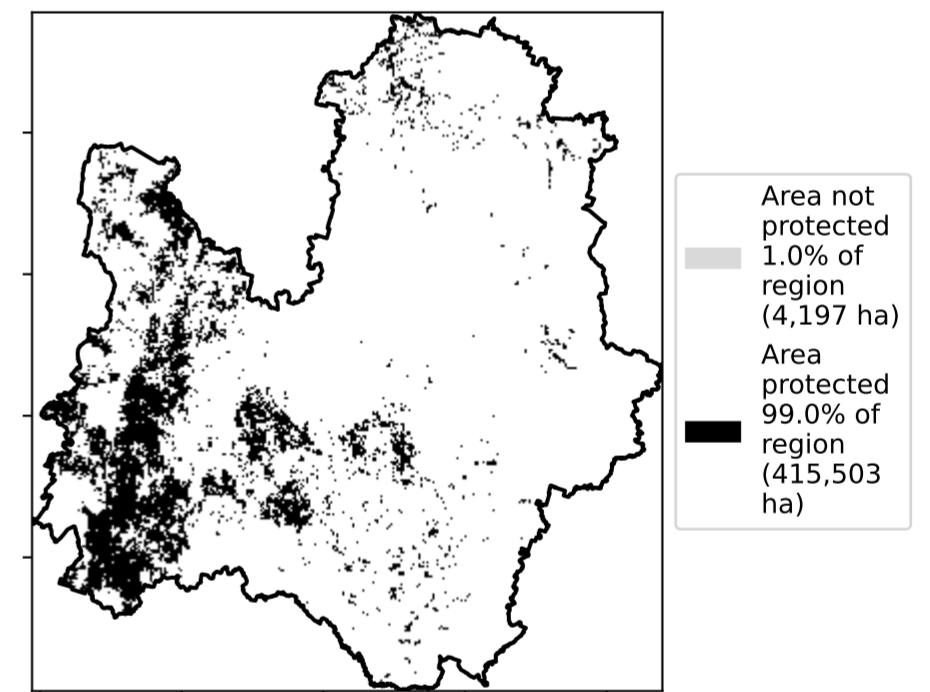 Area not
protected
1.0% of
region
(4,197 ha)
Area
protected
99.0% of
region
(415,503
ha)